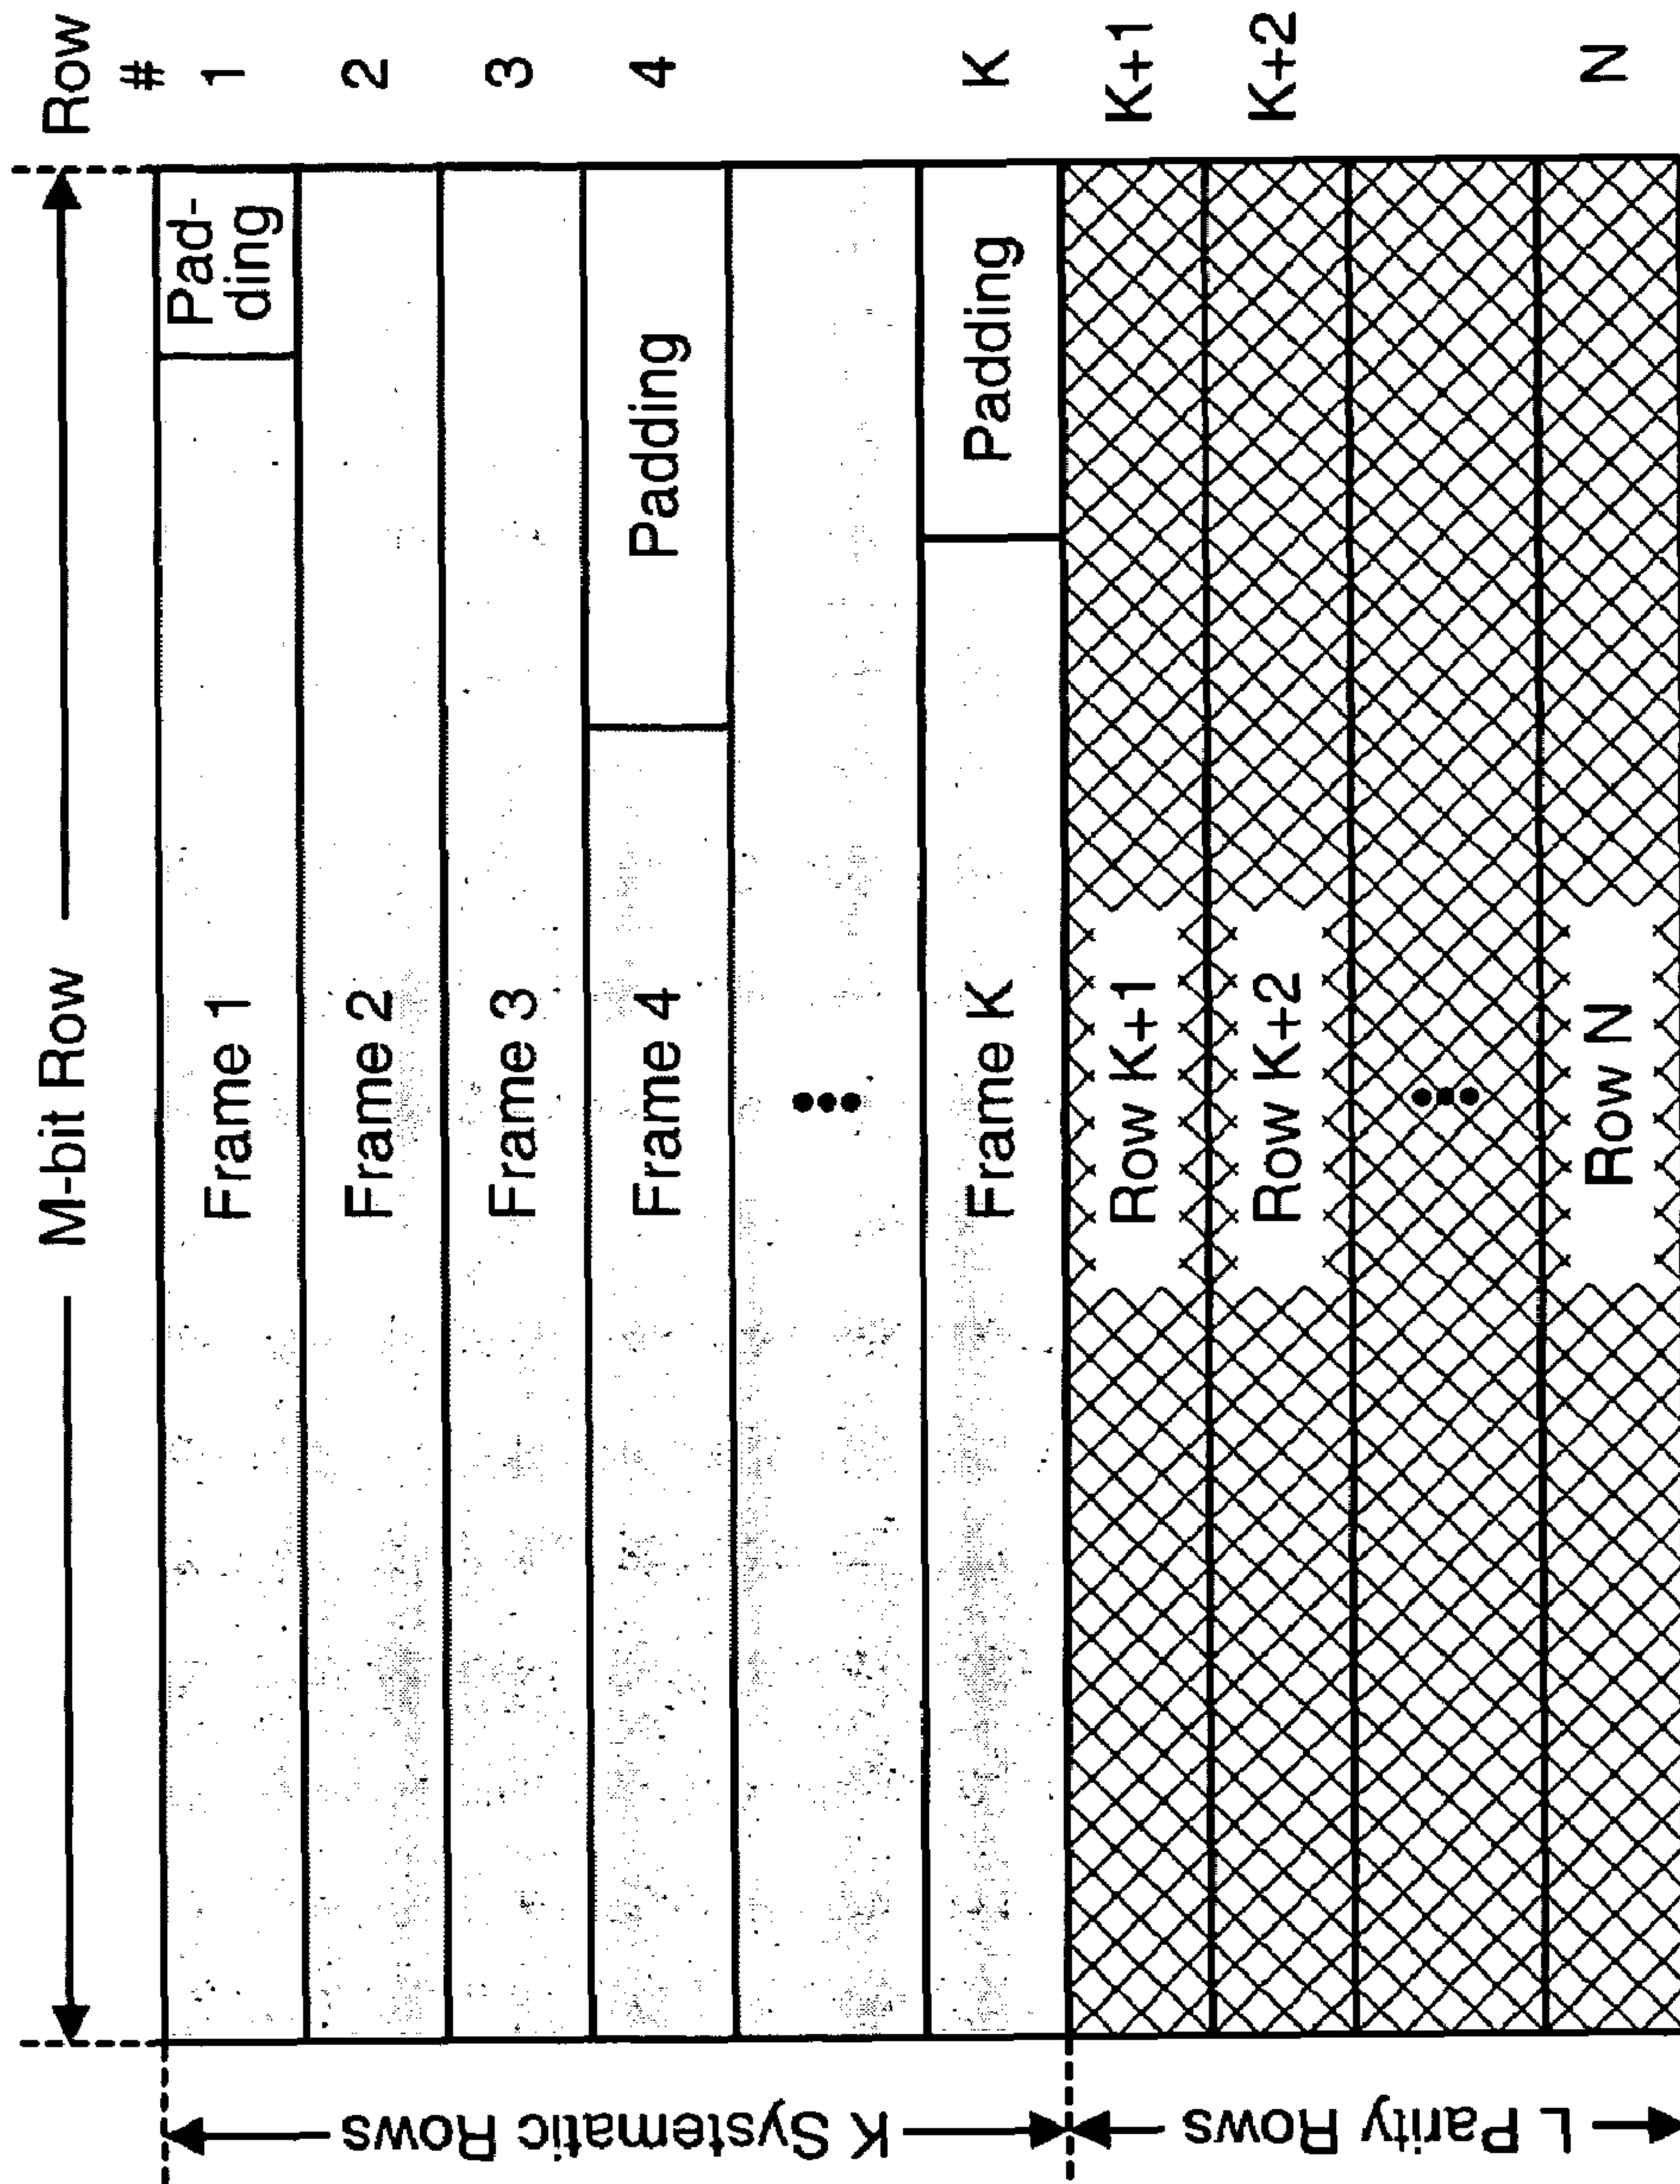 M-bit Row
Row
#
Frame 1
Pad-
ding
1
Frame 2
2
Frame 3
3
Frame 4
Padding
4
Frame K
Padding
K
Row K+1
K+1
Row K+2
K+2
Row N
N
K Systematic Rows
L Parity Rows